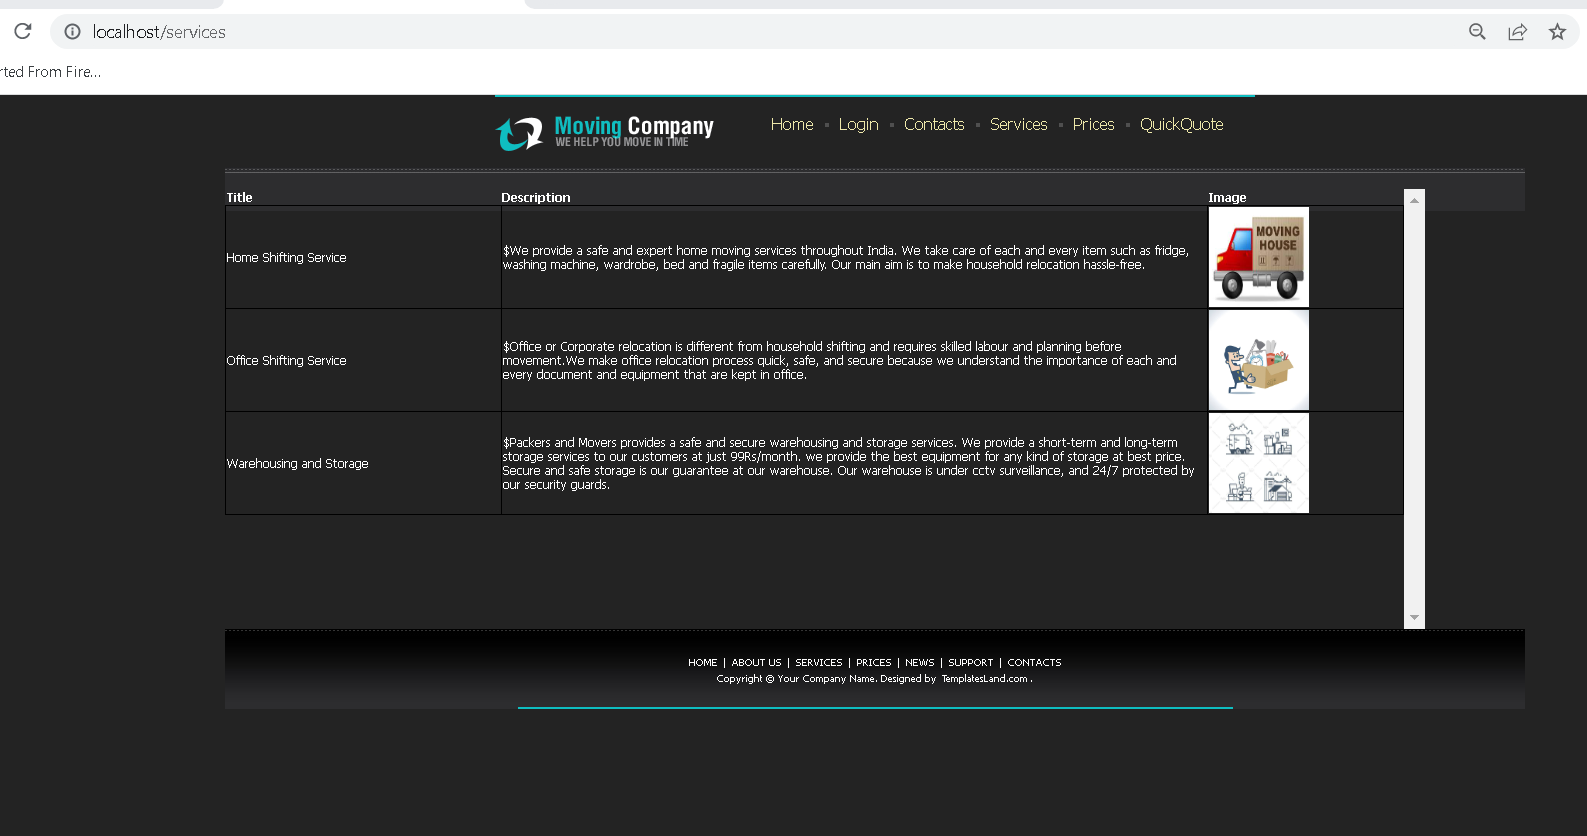 localhost/services
rted From Fire...
Moving Company
WE HELP YOU MOVE IN TIME
Home
Login
Contacts
Services
Prices
QuickQuote
Title Description Image
Home Shifting Service
$We provide a safe and expert home moving services throughout India. We take care of each and every item such as fridge,
washing machine, wardrobe, bed and fragile items carefully. Our main aim is to make household relocation hassle-free.
MOVING
HOUSE
Office Shifting Service
$Office or Corporate relocation is different from household shifting and requires skilled labour and planning before
movement.We make office relocation process quick, safe, and secure because we understand the importance of each and
every document and equipment that are kept in office.
Warehousing and Storage
$Packers and Movers provides a safe and secure warehousing and storage services. We provide a short-term and long-term
storage services to our customers at just 99Rs/month. we provide the best equipment for any kind of storage at best price.
Secure and safe storage is our guarantee at our warehouse. Our warehouse is under cctv surveillance, and 24/7 protected by
our security guards.
HOME | ABOUT US | SERVICES | PRICES | NEWS | SUPPORT | CONTACTS
Copyright © Your Company Name. Designed by TemplatesLand.com .